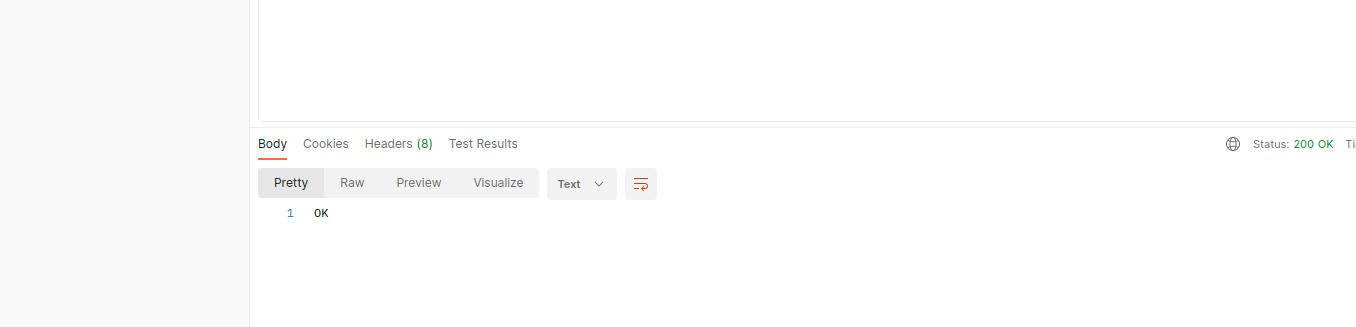 Body Cookies Headers (8) Test Results Status: 200 OK
Pretty Raw Preview Visualize Text
1 OK